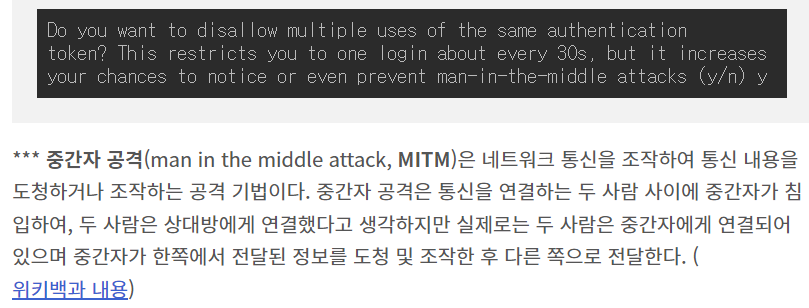 Do you want to disallow multiple uses of the same authentication
token? This restricts you to one login about every 30s, but it increases
your chances to notice or even prevent man-in-the-middle attacks (y/n) y
*** 중간자 공격(man in the middle attack, MITM)은 네트워크 통신을 조작하여 통신 내용을
도청하거나 조작하는 공격 기법이다. 중간자 공격은 통신을 연결하는 두 사람 사이에 중간자가 침
입하여, 두 사람은 상대방에게 연결했다고 생각하지만 실제로는 두 사람은 중간자에게 연결되어
있으며 중간자가 한쪽에서 전달된 정보를 도청 및 조작한 후 다른 쪽으로 전달한다. (
위키백과 내용)